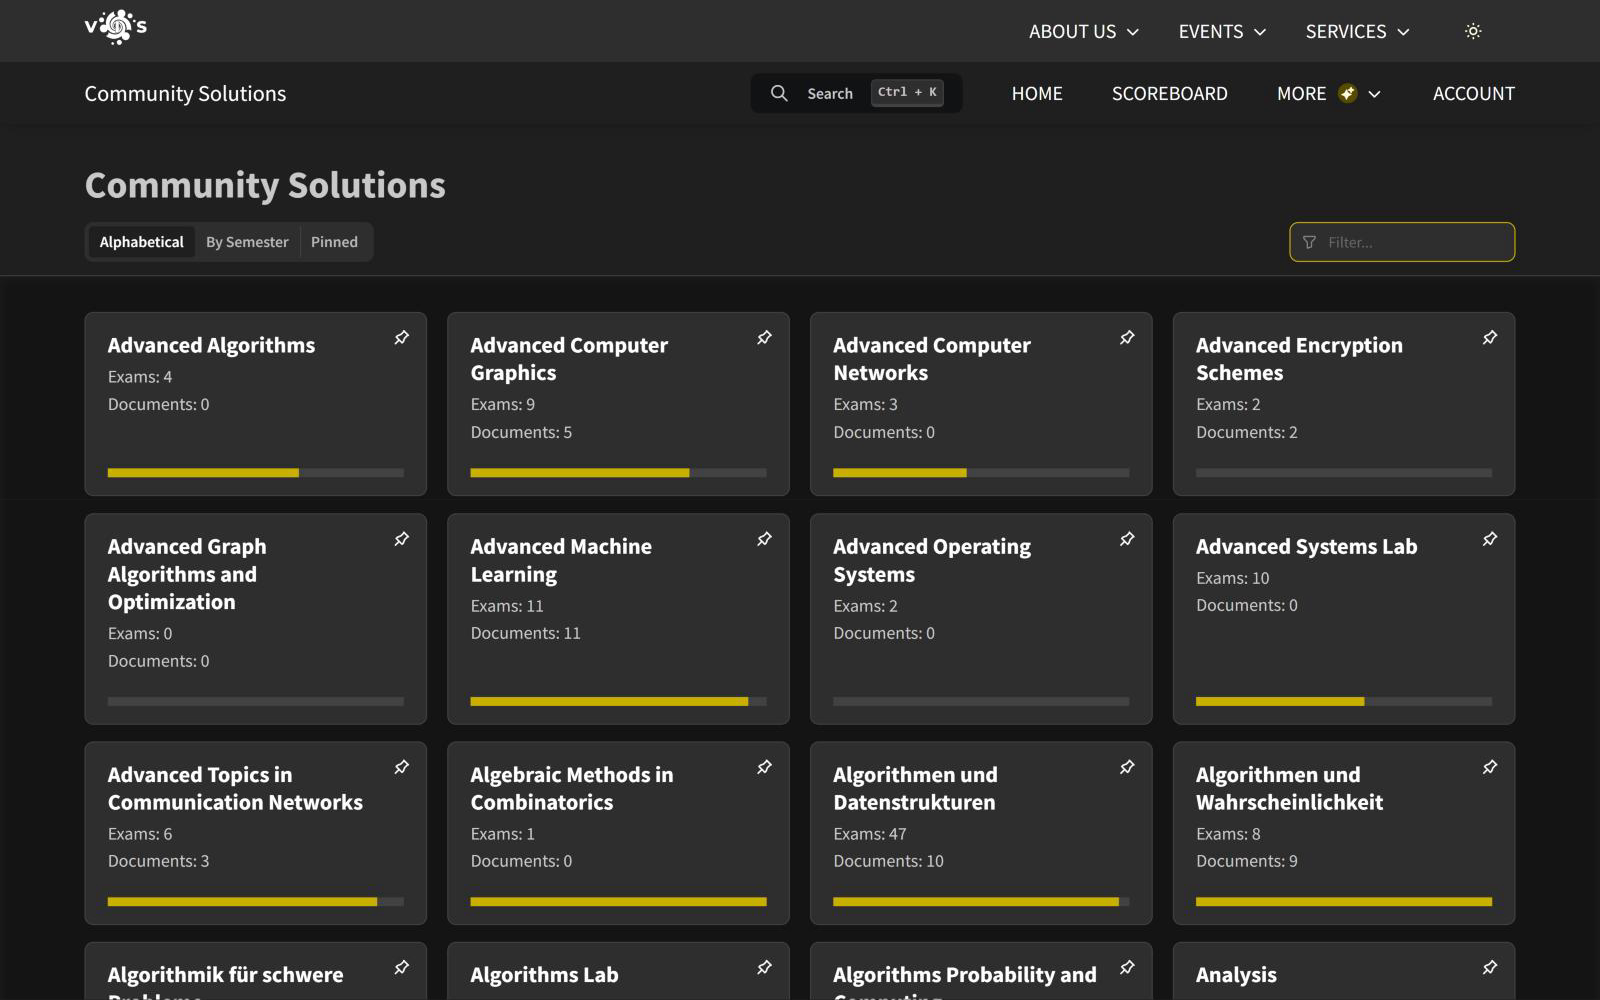 vis
ABOUT US
EVENTS
SERVICES
Community Solutions
Search
Ctrl + K
HOME
SCOREBOARD
MORE
ACCOUNT
Community Solutions
Alphabetical
By Semester
Pinned
Filter...
Advanced Algorithms
Exams: 4
Documents: 0
Advanced Computer
Graphics
Exams: 9
Documents: 5
Advanced Computer
Networks
Exams: 3
Documents: 0
Advanced Encryption
Schemes
Exams: 2
Documents: 2
Advanced Graph
Algorithms and
Optimization
Exams: 0
Documents: 0
Advanced Machine
Learning
Exams: 11
Documents: 11
Advanced Operating
Systems
Exams: 2
Documents: 0
Advanced Systems Lab
Exams: 10
Documents: 0
Advanced Topics in
Communication Networks
Exams: 6
Documents: 3
Algebraic Methods in
Combinatorics
Exams: 1
Documents: 0
Algorithmen und
Datenstrukturen
Exams: 47
Documents: 10
Algorithmen und
Wahrscheinlichkeit
Exams: 8
Documents: 9
Algorithmik für schwere
Probleme
Algorithms Lab
Algorithms Probability and
Computing
Analysis